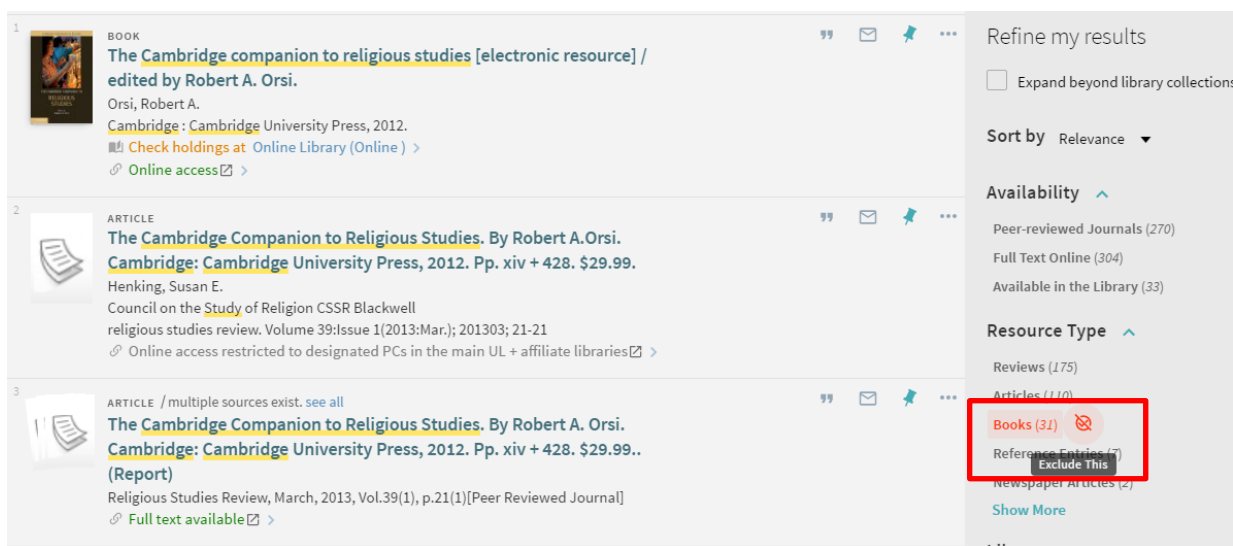 1
BOOK
The Cambridge companion to religious studies [electronic resource] /
edited by Robert A. Orsi.
Orsi, Robert A.
Cambridge : Cambridge University Press, 2012.
Check holdings at Online Library (Online ) >
Online access >
2
ARTICLE
The Cambridge Companion to Religious Studies. By Robert A.Orsi.
Cambridge: Cambridge University Press, 2012. Pp. xiv + 428. $29.99.
Henking, Susan E.
Council on the Study of Religion CSSR Blackwell
religious studies review. Volume 39:Issue 1(2013:Mar.); 201303; 21-21
Online access restricted to designated PCs in the main UL + affiliate libraries >
3
ARTICLE / multiple sources exist. see all
The Cambridge Companion to Religious Studies. By Robert A. Orsi.
Cambridge: Cambridge University Press, 2012. Pp. xiv + 428. $29.99..
(Report)
Religious Studies Review, March, 2013, Vol.39(1), p.21(1)[Peer Reviewed Journal]
Full text available >
Refine my results
Expand beyond library collections
Sort by Relevance
Availability
Peer-reviewed Journals (270)
Full Text Online (304)
Available in the Library (33)
Resource Type
Reviews (175)
Articles (110)
Books (31)
Reference Entries (7)
Exclude This
Newspaper Articles (2)
Show More